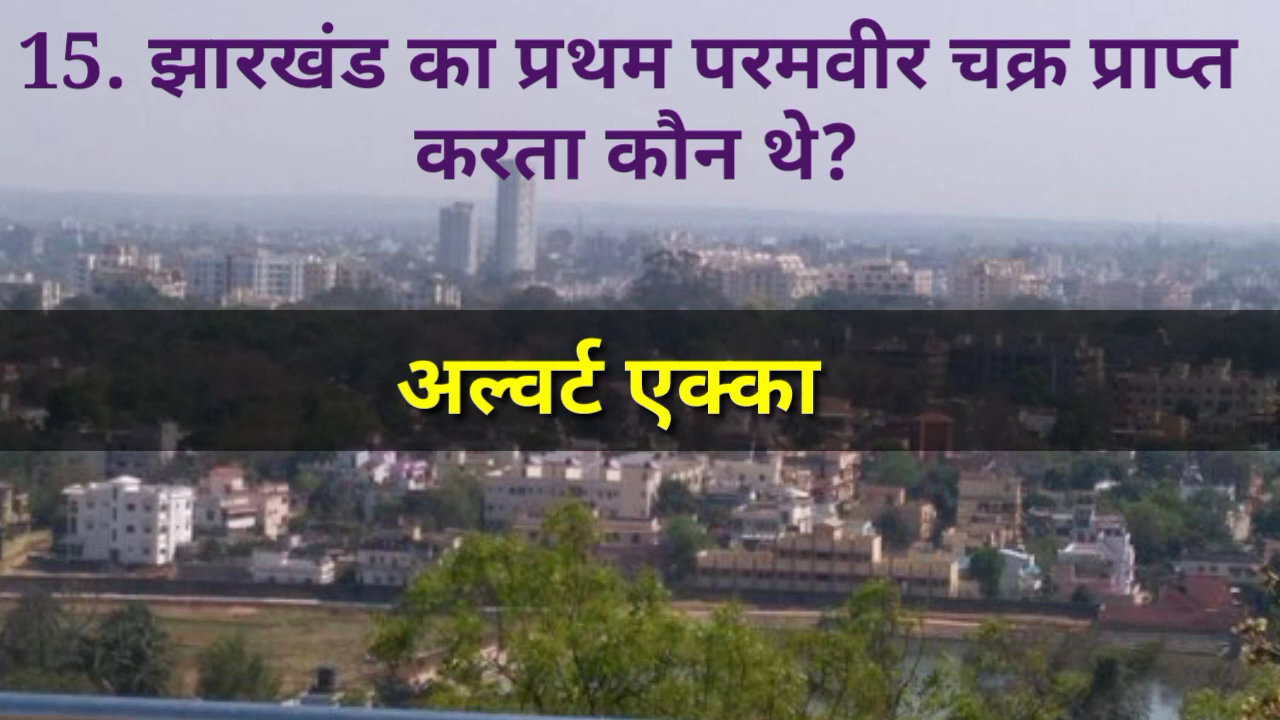 15. झारखंड का प्रथम परमवीर चक्र प्राप्त
करता कौन थे?
अल्वर्ट एक्का